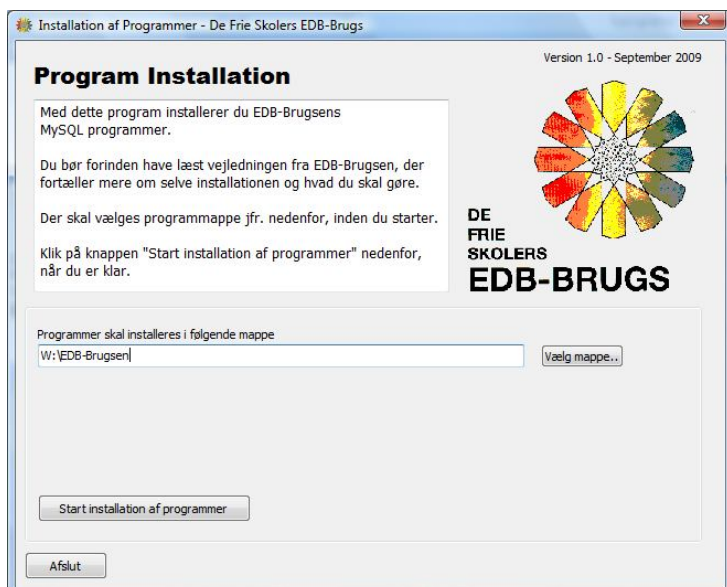 Installation af Programmer - De Frie Skolers EDB-Brugs
Version 1.0 - September 2009
Program Installation
Med dette program installerer du EDB-Brugsens
MySQL programmer.
Du bør forinden have læst vejledningen fra EDB-Brugsen, der
fortæller mere om selve installationen og hvad du skal gøre.
Der skal vælges programmappe jfr. nedenfor, inden du starter.
Klik på knappen "Start installation af programmer" nedenfor,
når du er klar.
DE
FRIE
SKOLERS
EDB-BRUGS
Programmer skal installeres i følgende mappe
W:\EDB-Brugsen
Vælg mappe..
Start installation af programmer
Afslut